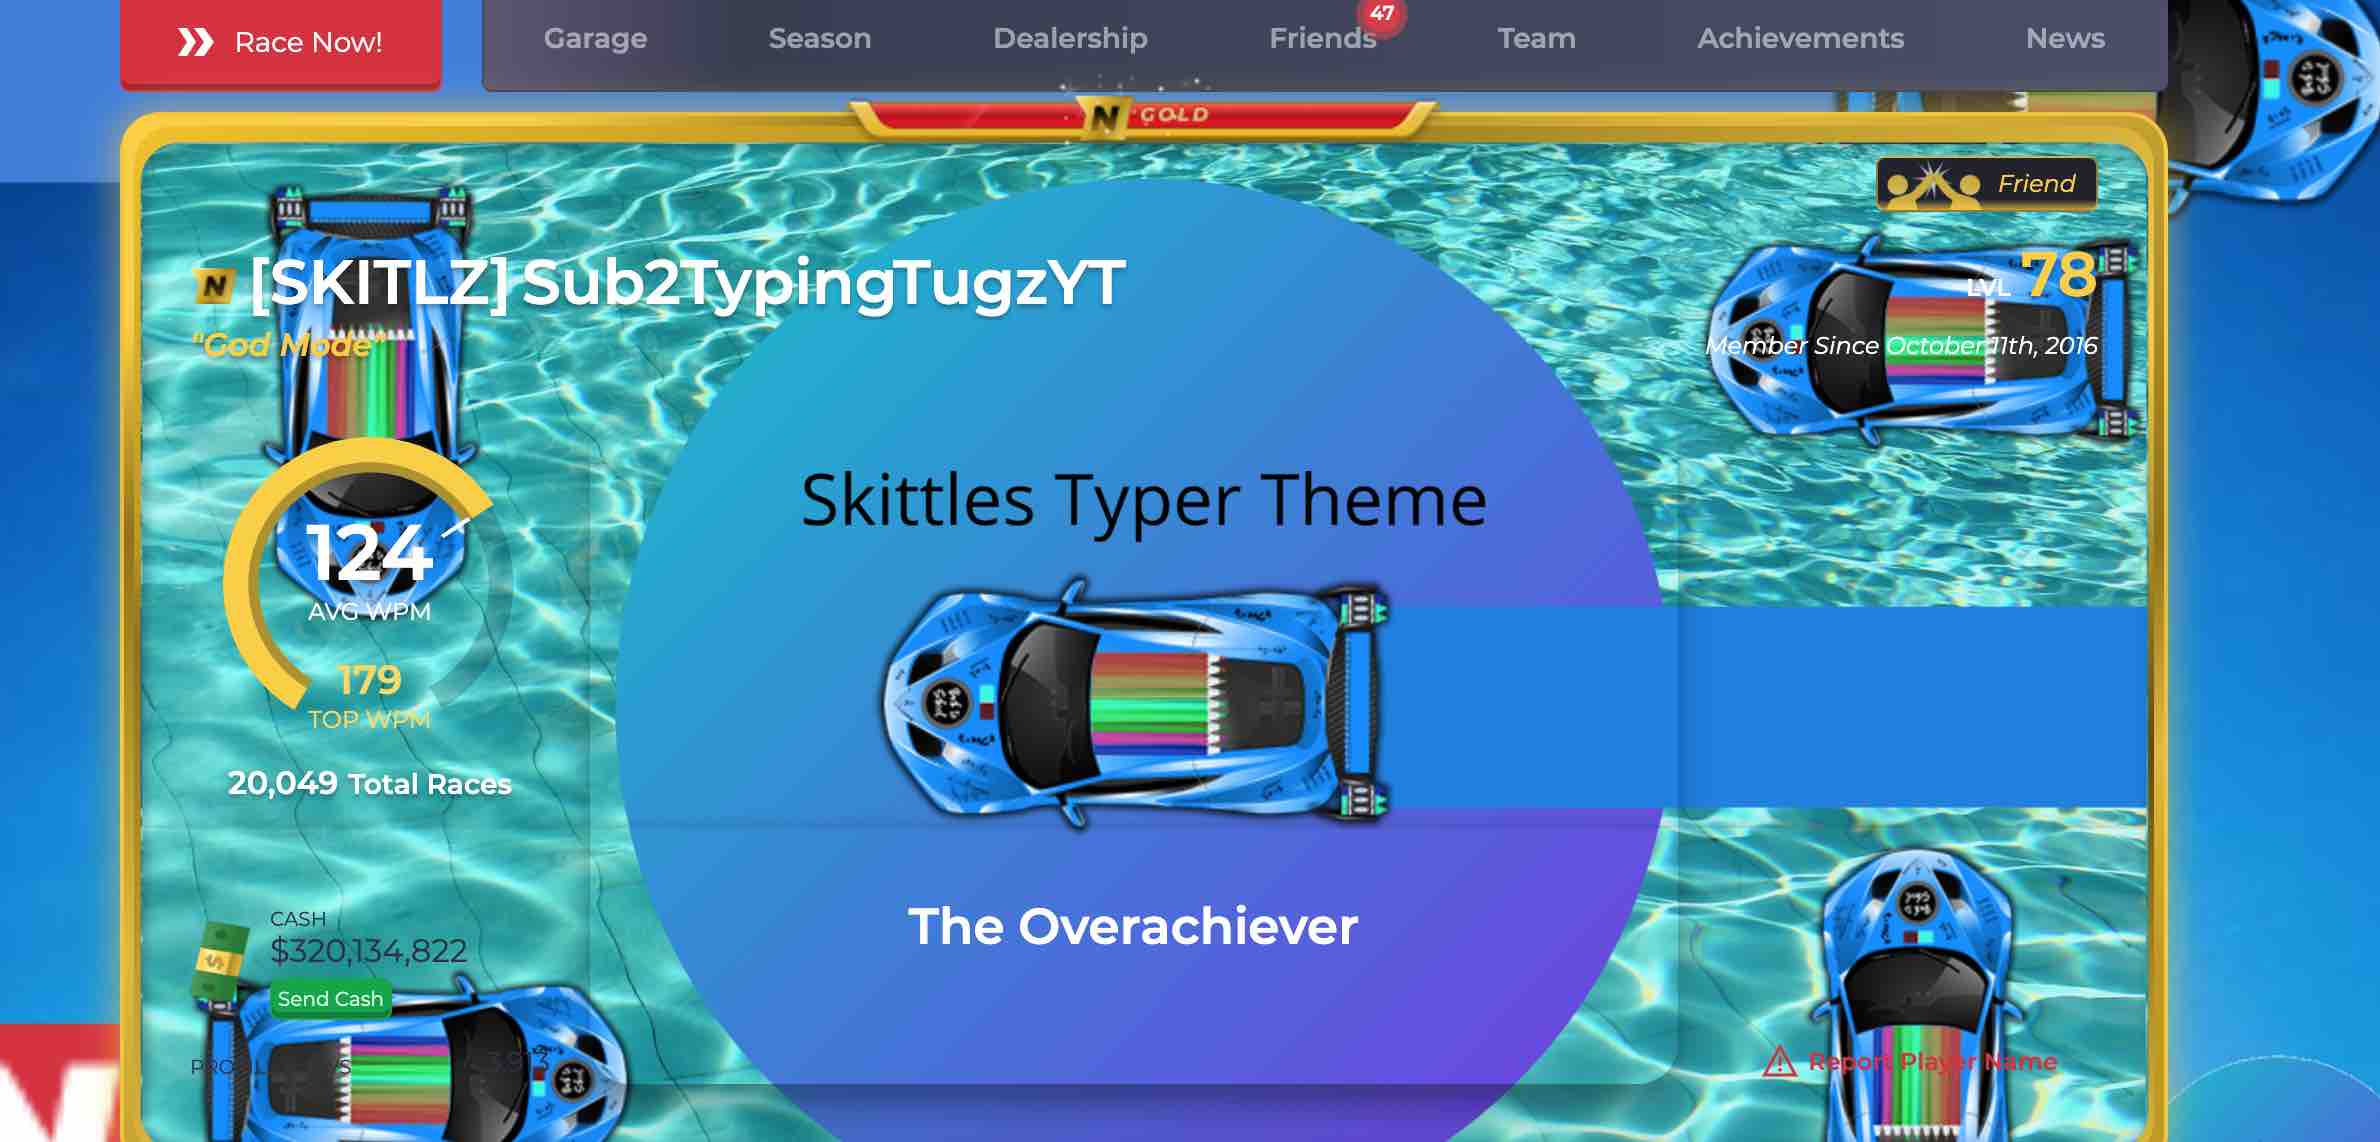 Race Now!
Garage
Season
Dealership
Friends
47
Team
Achievements
News
N GOLD
Friend
N [SKITLZ] Sub2TypingTugzYT
"God Mode"
LVL 78
Member Since October 11th, 2016
Skittles Typer Theme
124
AVG WPM
179
TOP WPM
20,049 Total Races
The Overachiever
CASH
$320,134,822
Send Cash
Report Player Name